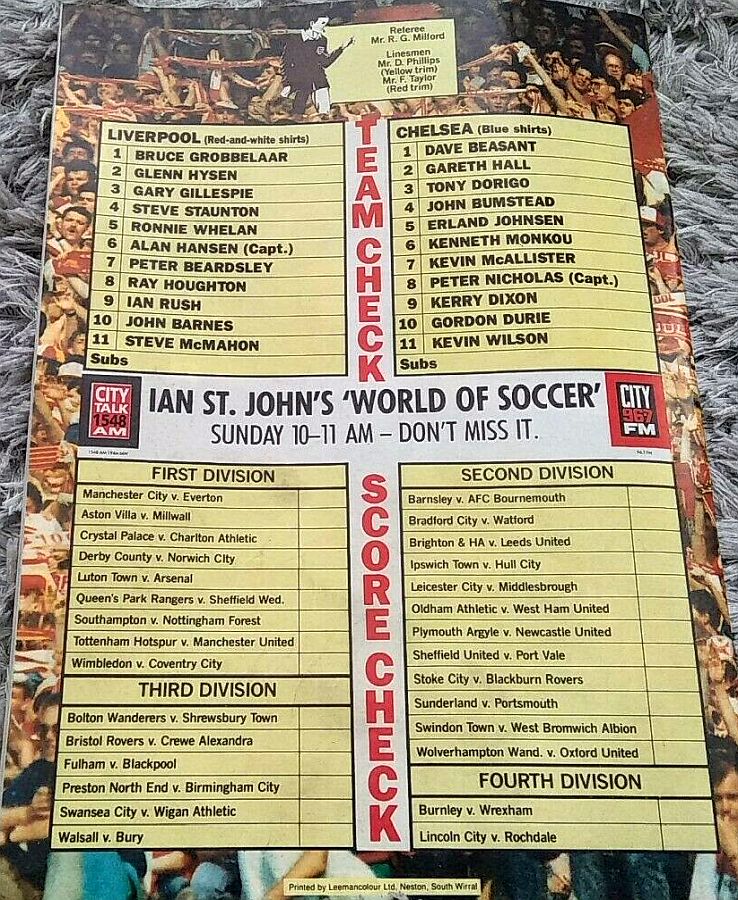 Referee
Mr. R. G. Milford
Linesmen
Mr. D. Phillips
(Yellow trim)
Mr. F. Taylor
(Red trim)
TEAM CHECK
LIVERPOOL (Red-and-white shirts)
1 BRUCE GROBBELAAR
2 GLENN HYSEN
3 GARY GILLESPIE
4 STEVE STAUNTON
5 RONNIE WHELAN
6 ALAN HANSEN (Capt.)
7 PETER BEARDSLEY
8 RAY HOUGHTON
9 IAN RUSH
10 JOHN BARNES
11 STEVE McMAHON
Subs
CHELSEA (Blue shirts)
1 DAVE BEASANT
2 GARETH HALL
3 TONY DORIGO
4 JOHN BUMSTEAD
5 ERLAND JOHNSEN
6 KENNETH MONKOU
7 KEVIN McALLISTER
8 PETER NICHOLAS (Capt.)
9 KERRY DIXON
10 GORDON DURIE
11 KEVIN WILSON
Subs
CITY
TALK
1548
AM
IAN ST. JOHN'S 'WORLD OF SOCCER'
SUNDAY 10–11 AM – DON'T MISS IT.
CITY
967
FM
SCORE CHECK
FIRST DIVISION
Manchester City v. Everton
Aston Villa v. Millwall
Crystal Palace v. Charlton Athletic
Derby County v. Norwich City
Luton Town v. Arsenal
Queen's Park Rangers v. Sheffield Wed.
Southampton v. Nottingham Forest
Tottenham Hotspur v. Manchester United
Wimbledon v. Coventry City
THIRD DIVISION
Bolton Wanderers v. Shrewsbury Town
Bristol Rovers v. Crewe Alexandra
Fulham v. Blackpool
Preston North End v. Birmingham City
Swansea City v. Wigan Athletic
Walsall v. Bury
SECOND DIVISION
Barnsley v. AFC Bournemouth
Bradford City v. Watford
Brighton & HA v. Leeds United
Ipswich Town v. Hull City
Leicester City v. Middlesbrough
Oldham Athletic v. West Ham United
Plymouth Argyle v. Newcastle United
Sheffield United v. Port Vale
Stoke City v. Blackburn Rovers
Sunderland v. Portsmouth
Swindon Town v. West Bromwich Albion
Wolverhampton Wand. v. Oxford United
FOURTH DIVISION
Burnley v. Wrexham
Lincoln City v. Rochdale
Printed by Leemancolour Ltd, Neston, South Wirral